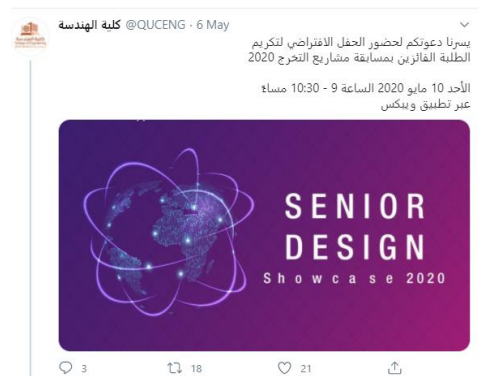 كلية الهندسة @QUCENG · 6 May
يسرنا دعوتكم لحضور الحفل الافتراضي لتكريم
الطلبة الفائزين بمسابقة مشاريع التخرج 2020
الأحد 10 مايو 2020 الساعة 9 - 10:30 مساءً
عبر تطبيق ويبكس
SENIOR
DESIGN
Showcase 2020
3 18 21